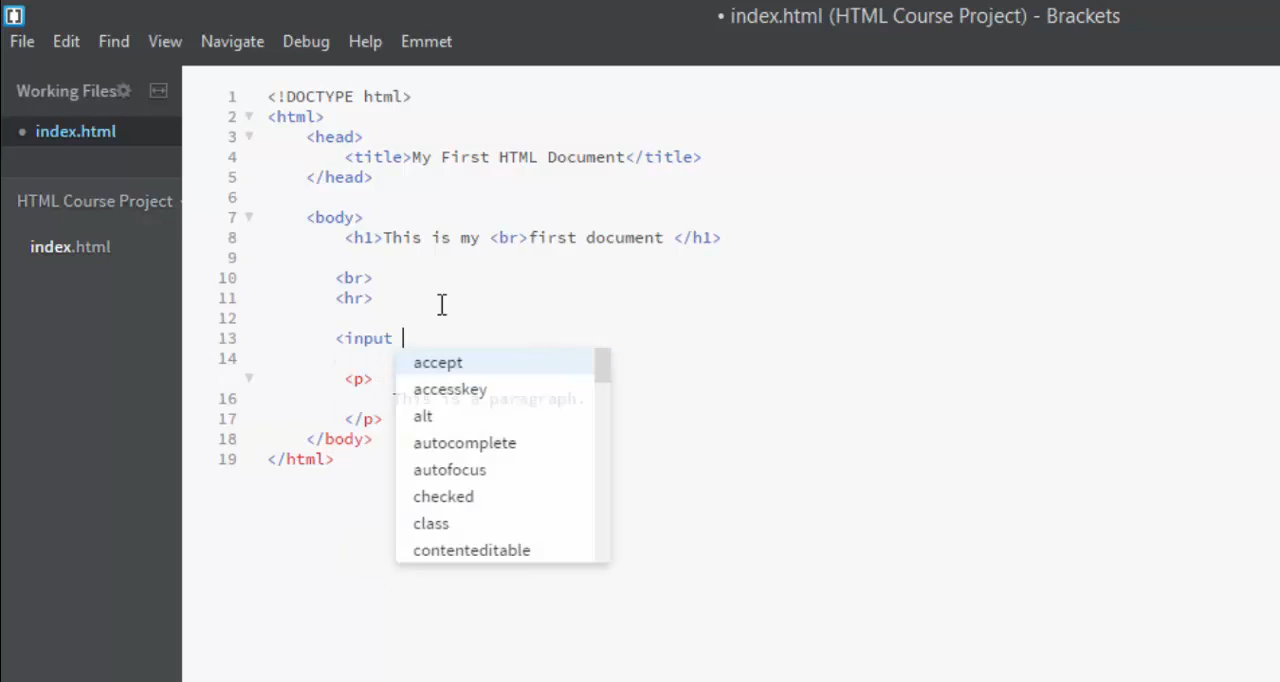 • index.html (HTML Course Project) - Brackets
File Edit Find View Navigate Debug Help Emmet
Working Files
• index.html
HTML Course Project
index.html
1 <!DOCTYPE html>
2 <html>
3 <head>
4 <title>My First HTML Document</title>
5 </head>
6
7 <body>
8 <h1>This is my <br>first document </h1>
9
10 <br>
11 <hr>
12
13 <input
14
<p>
16 This is a paragraph.
17 </p>
18 </body>
19 </html>
accept
accesskey
alt
autocomplete
autofocus
checked
class
contenteditable